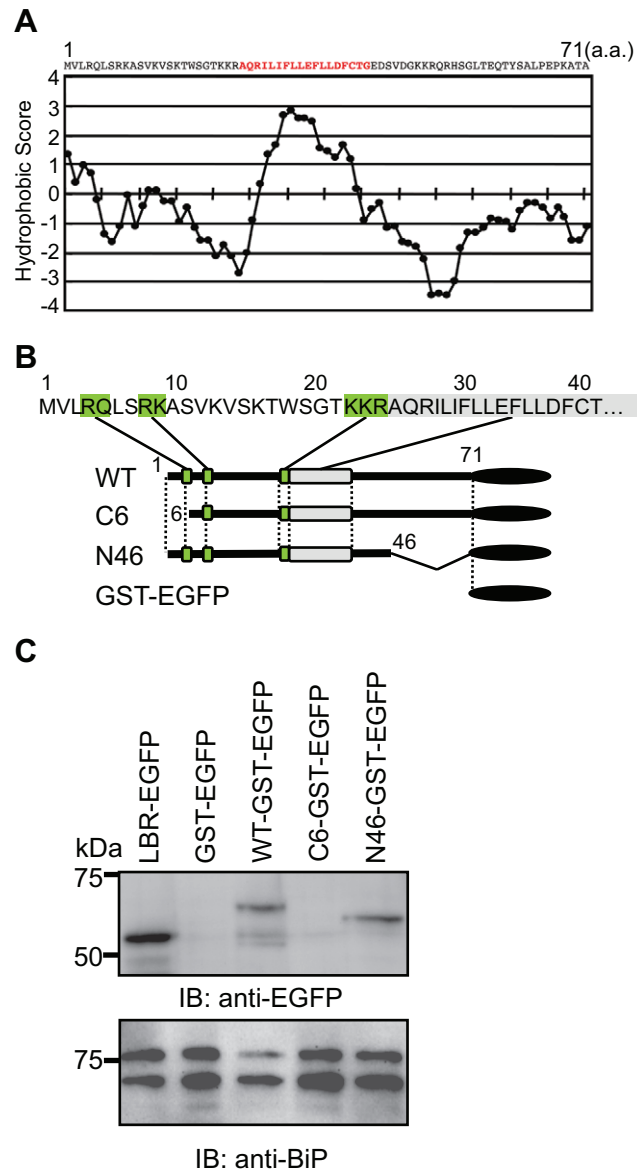 A
1 71(a.a.)
MVLRQLSRKASVKVSKTWSGTKKRAQRILIFLLEFLLDFCTGEDSVDGKKRQRHSGLTEQTYSALPEPKATA
Hydrophobic Score
4
3
2
1
0
-1
-2
-3
-4
B
1 10 20 30 40
MVLRQLSRKASVKVSKTWSGTKKRAQRILIFLLEFLLDFCT...
WT 1 71
C6 6
N46 46
GST-EGFP
C
LBR-EGFP
GST-EGFP
WT-GST-EGFP
C6-GST-EGFP
N46-GST-EGFP
kDa
75
50
IB: anti-EGFP
75
IB: anti-BiP